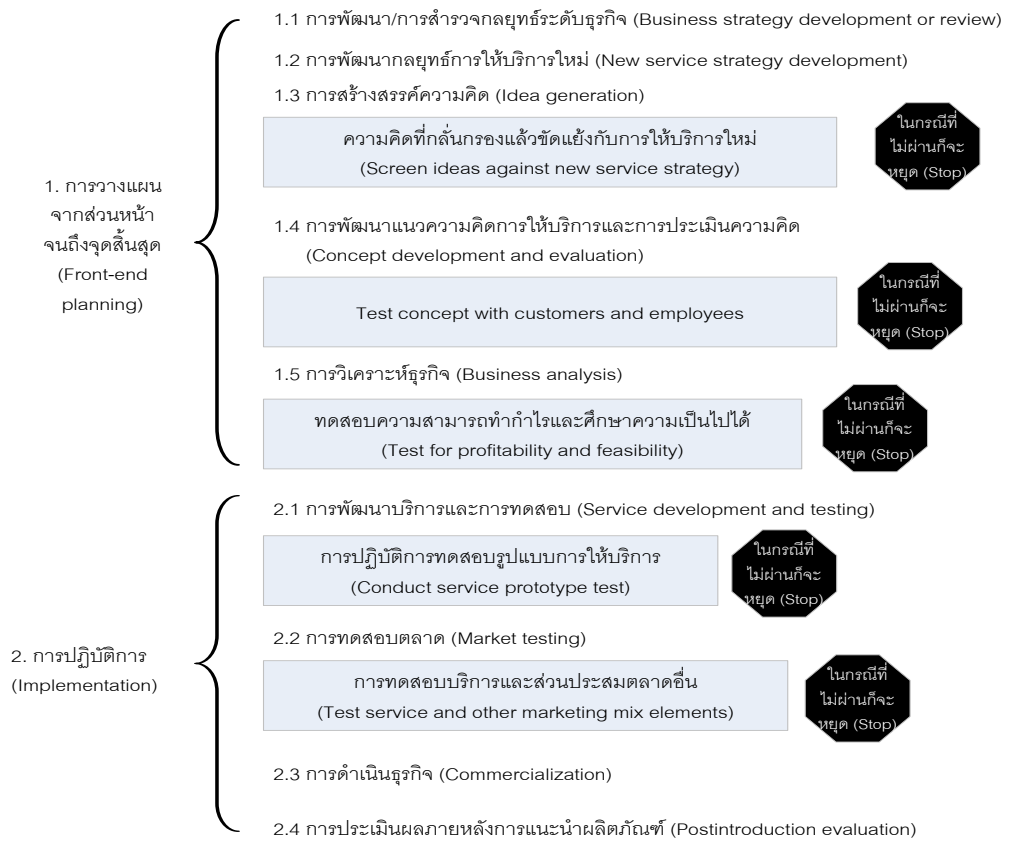 1.1 การพัฒนา/การสำรวจกลยุทธ์ระดับธุรกิจ (Business strategy development or review)
1.2 การพัฒนากลยุทธ์การให้บริการใหม่ (New service strategy development)
1.3 การสร้างสรรค์ความคิด (Idea generation)
ความคิดที่กลั่นกรองแล้วขัดแย้งกับการให้บริการใหม่
(Screen ideas against new service strategy)
ในกรณีที่
ไม่ผ่านก็จะ
หยุด (Stop)
1. การวางแผน
จากส่วนหน้า
จนถึงจุดสิ้นสุด
(Front-end
planning)
1.4 การพัฒนาแนวความคิดการให้บริการและการประเมินความคิด
(Concept development and evaluation)
Test concept with customers and employees
ในกรณีที่
ไม่ผ่านก็จะ
หยุด (Stop)
1.5 การวิเคราะห์ธุรกิจ (Business analysis)
ทดสอบความสามารถทำกำไรและศึกษาความเป็นไปได้
(Test for profitability and feasibility)
ในกรณีที่
ไม่ผ่านก็จะ
หยุด (Stop)
2.1 การพัฒนาบริการและการทดสอบ (Service development and testing)
การปฏิบัติการทดสอบรูปแบบการให้บริการ
(Conduct service prototype test)
ในกรณีที่
ไม่ผ่านก็จะ
หยุด (Stop)
2. การปฏิบัติการ
(Implementation)
2.2 การทดสอบตลาด (Market testing)
การทดสอบบริการและส่วนประสมตลาดอื่น
(Test service and other marketing mix elements)
ในกรณีที่
ไม่ผ่านก็จะ
หยุด (Stop)
2.3 การดำเนินธุรกิจ (Commercialization)
2.4 การประเมินผลภายหลังการแนะนำผลิตภัณฑ์ (Postintroduction evaluation)